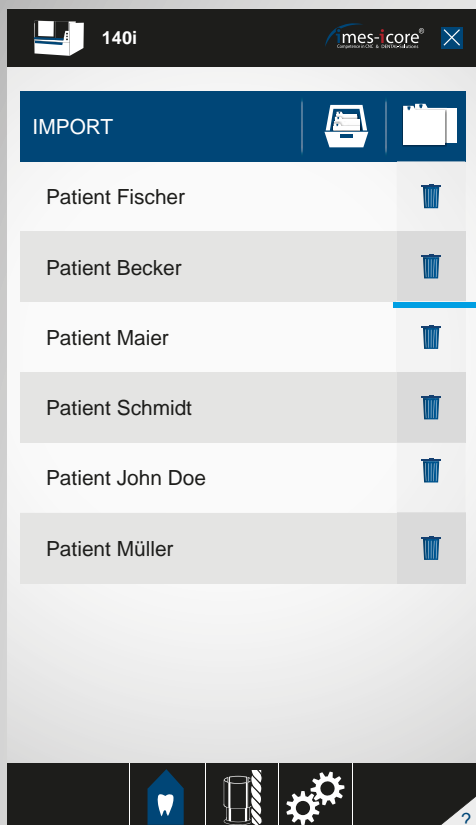 140i
imes-icore®
Competence in CNC & DENTAL-Solutions
IMPORT
Patient Fischer
Patient Becker
Patient Maier
Patient Schmidt
Patient John Doe
Patient Müller
?